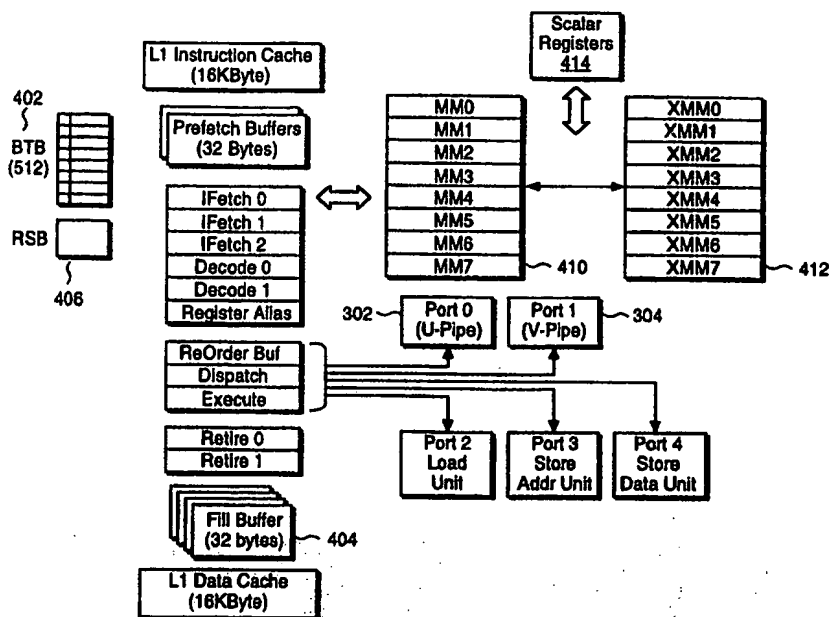 Scalar
Registers
414
L1 Instruction Cache
(16KByte)
402
BTB
(512)
Prefetch Buffers
(32 Bytes)
MM0
MM1
MM2
MM3
MM4
MM5
MM6
MM7
410
XMM0
XMM1
XMM2
XMM3
XMM4
XMM5
XMM6
XMM7
412
IFetch 0
IFetch 1
IFetch 2
Decode 0
Decode 1
Register Alias
RSB
406
302
Port 0
(U-Pipe)
Port 1
(V-Pipe)
304
ReOrder Buf
Dispatch
Execute
Retire 0
Retire 1
Port 2
Load
Unit
Port 3
Store
Addr Unit
Port 4
Store
Data Unit
Fill Buffer
(32 bytes)
404
L1 Data Cache
(16KByte)